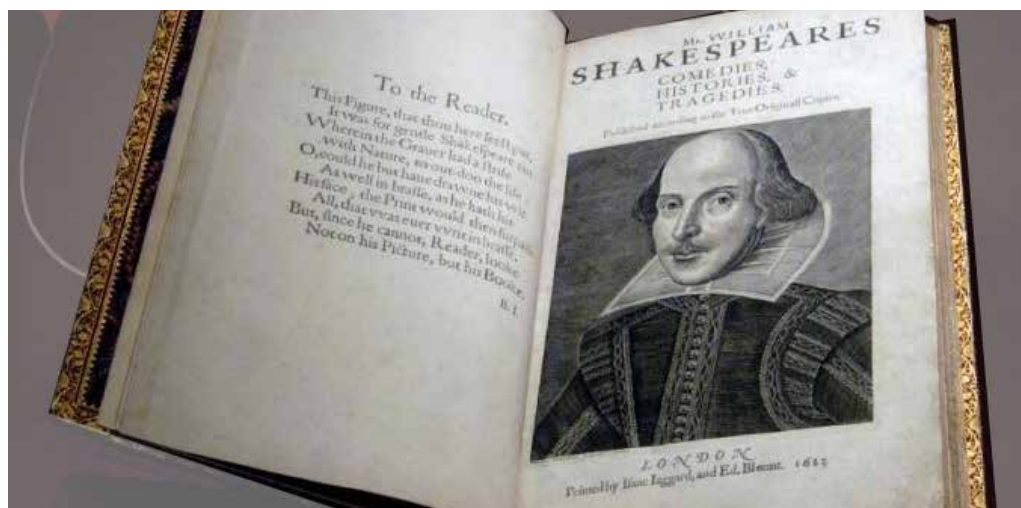 To the Reader.
This Figure, that thou here seest put,
It was for gentle Shakespeare cut;
Wherein the Grauer had a strife
with Nature, to out-doo the life:
O, could he but haue drawne his wit
As well in brasse, as he hath hit
His face; the Print would then surpasse
All, that vvas euer vvrit in brasse.
But, since he cannot, Reader, looke
Not on his Picture, but his Booke.
B. I.
Mr. WILLIAM
SHAKESPEARES
COMEDIES,
HISTORIES, &
TRAGEDIES.
Published according to the True Originall Copies.
LONDON
Printed by Isaac Iaggard, and Ed. Blount. 1623